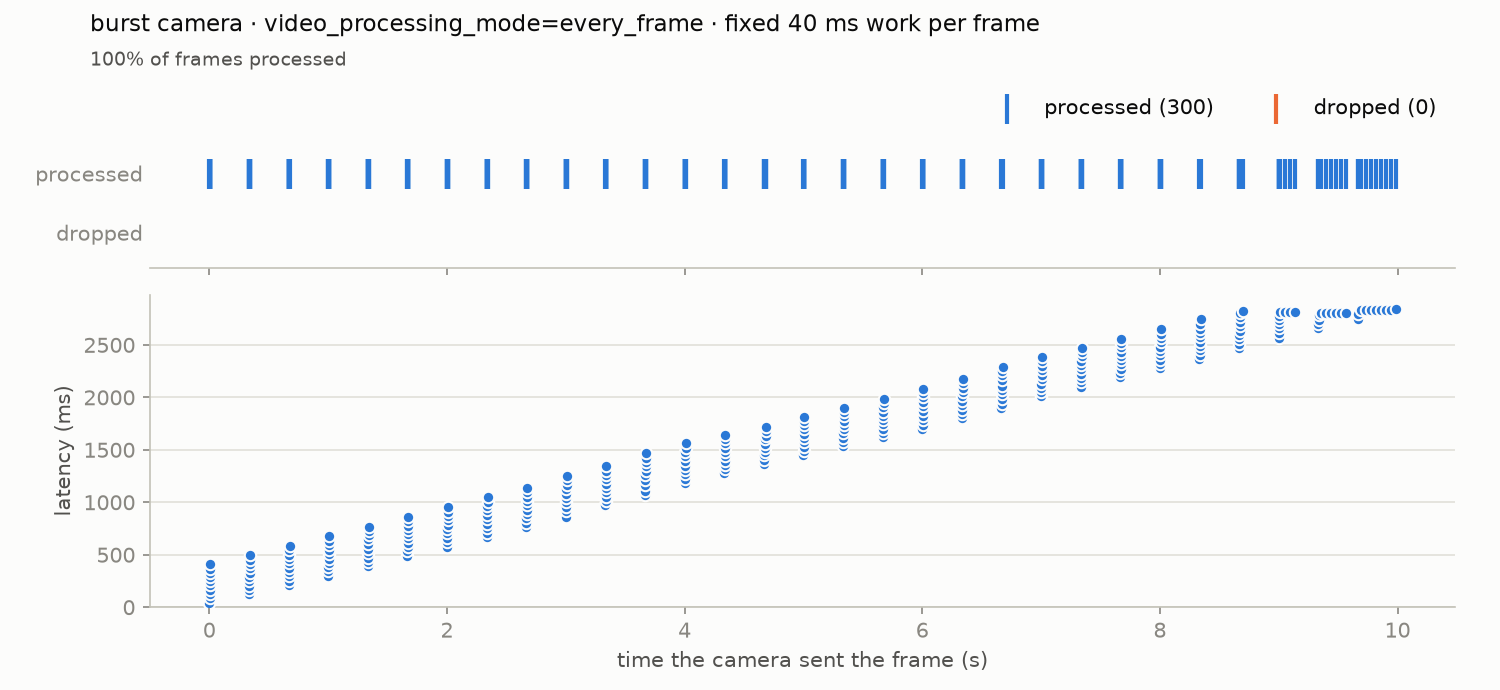 burst camera · video_processing_mode=every_frame · fixed 40 ms work per frame
100% of frames processed
processed (300)
dropped (0)
processed
dropped
latency (ms)
2500
2000
1500
1000
500
0
0 2 4 6 8 10
time the camera sent the frame (s)